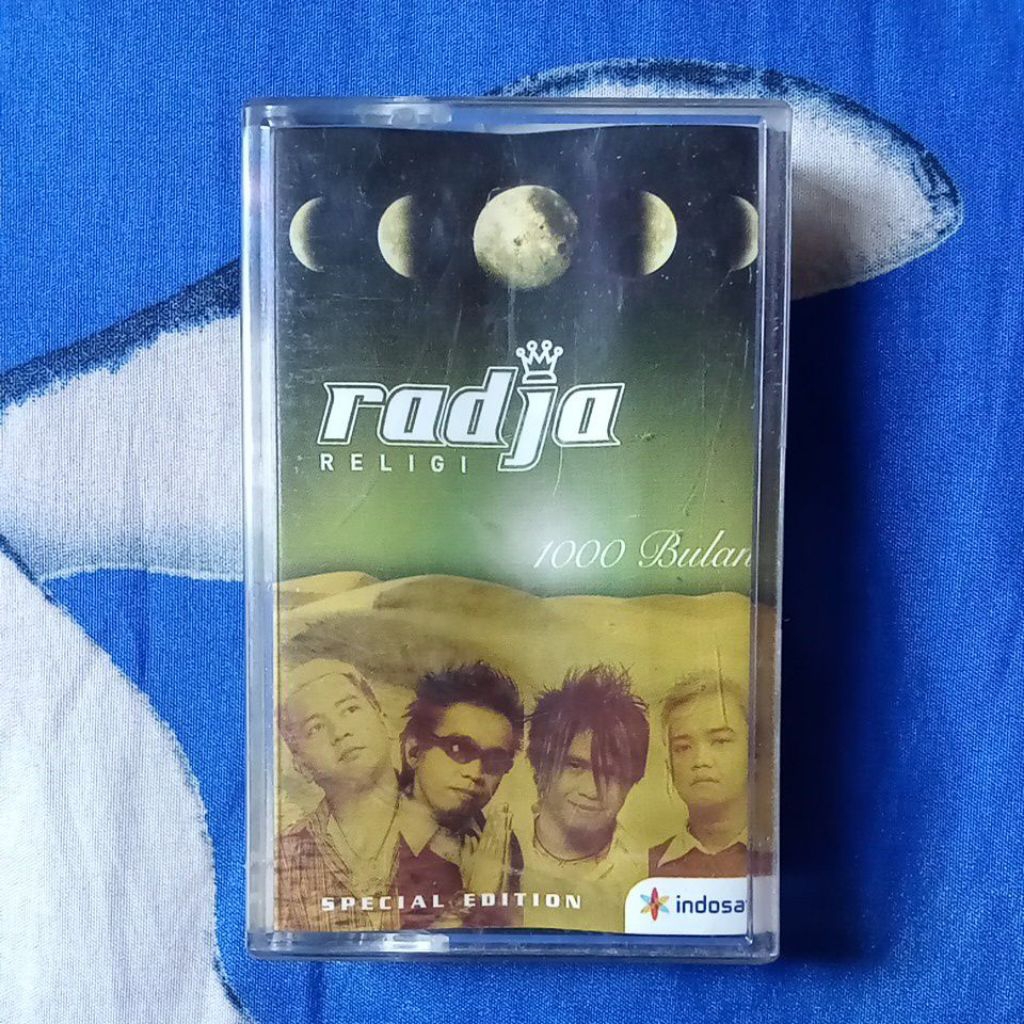 radja
RELIGI
1000 Bulan
SPECIAL EDITION
indosa